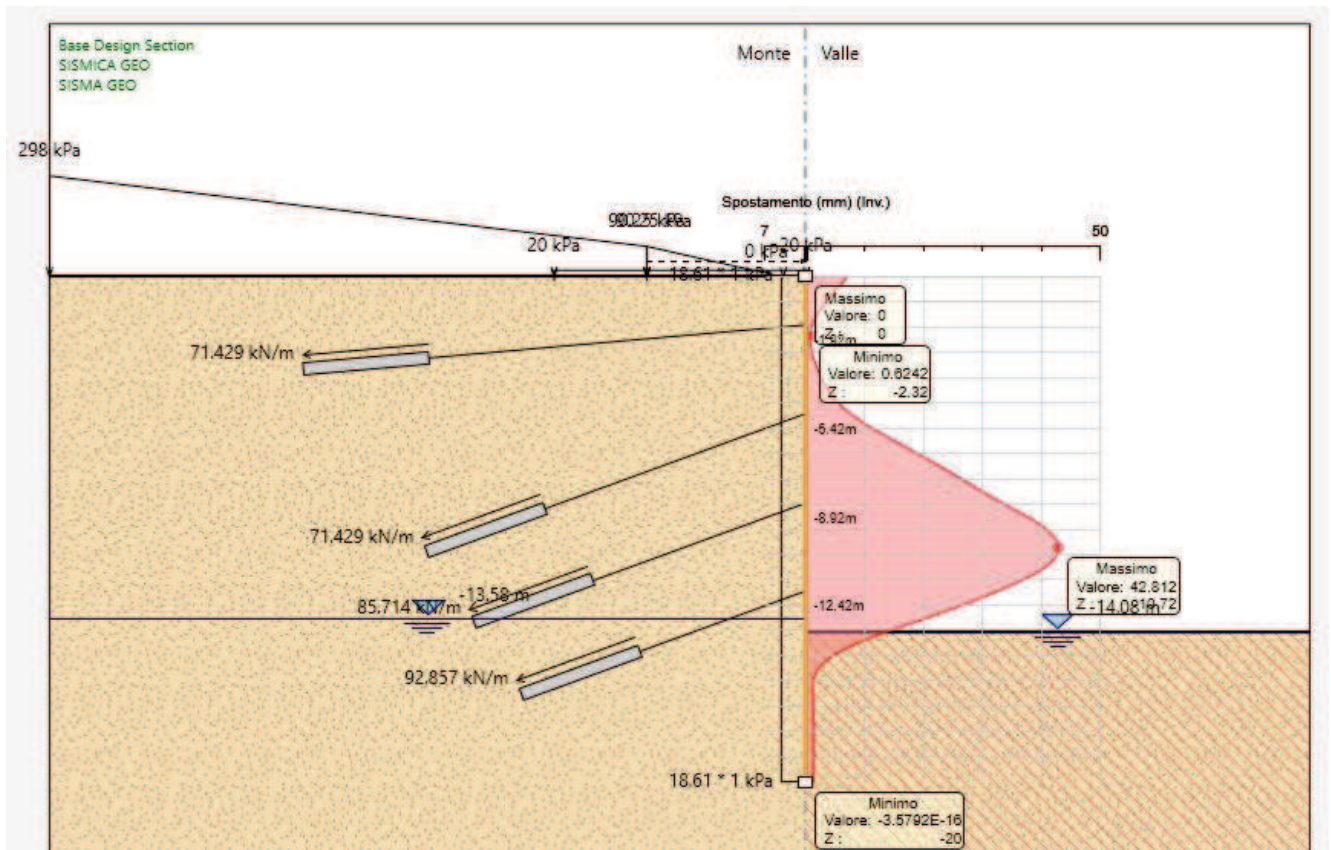 Base Design Section
SISMICA GEO
SISMA GEO
Monte
Valle
298 kPa
Spostamento (mm) (Inv.)
7
50
20 kPa
0 kPa
20 kPa
18.61 * 1 kPa
Massimo
Valore: 0
Z : 0
Minimo
Valore: 0.6242
Z : -2.32
71.429 kN/m
-5.42m
71.429 kN/m
-8.92m
Massimo
Valore: 42.812
Z
-14.08 m
-13.58 m
85.714 kN/m
-12.42m
92.857 kN/m
18.61 * 1 kPa
Minimo
Valore: -3.5792E-16
Z : -20